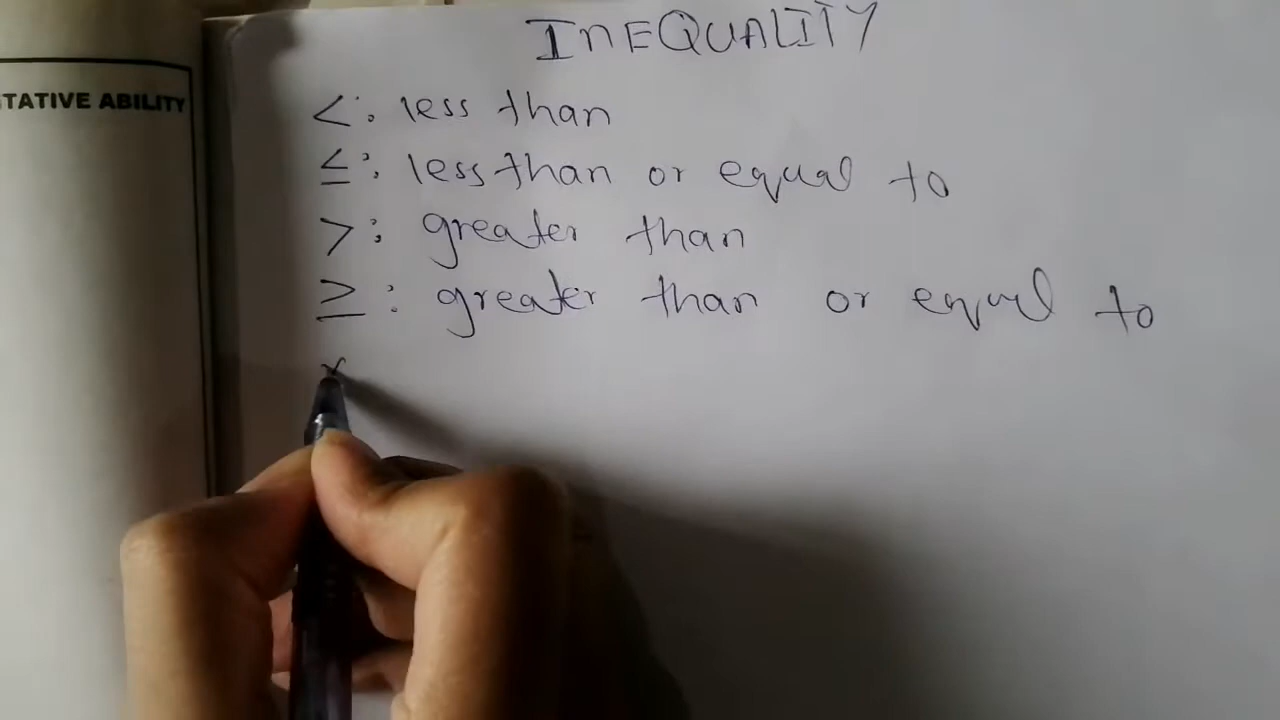 TATIVE ABILITY
INEQUALITY
<: less than
≤: less than or equal to
>: greater than
≥: greater than or equal to